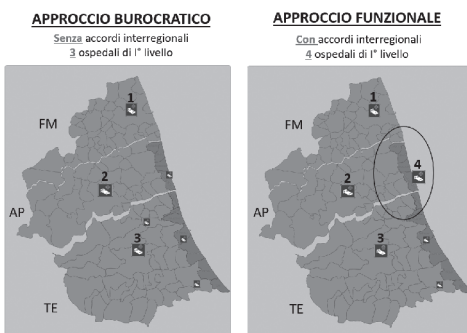 APPROCCIO BUROCRATICO
Senza accordi interregionali
3 ospedali di I° livello
1
FM
2
AP
3
TE
APPROCCIO FUNZIONALE
Con accordi interregionali
4 ospedali di I° livello
1
FM
4
2
AP
3
TE